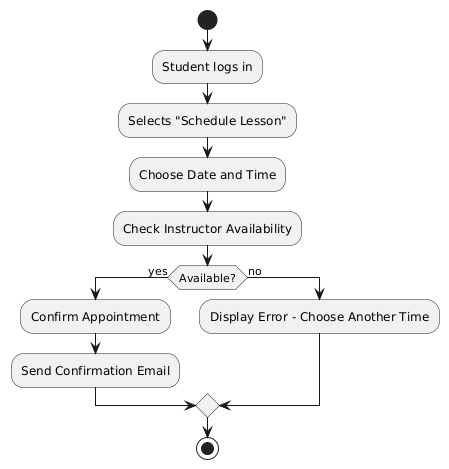 Student logs in
Selects "Schedule Lesson"
Choose Date and Time
Check Instructor Availability
yes
Available?
no
Confirm Appointment
Display Error - Choose Another Time
Send Confirmation Email